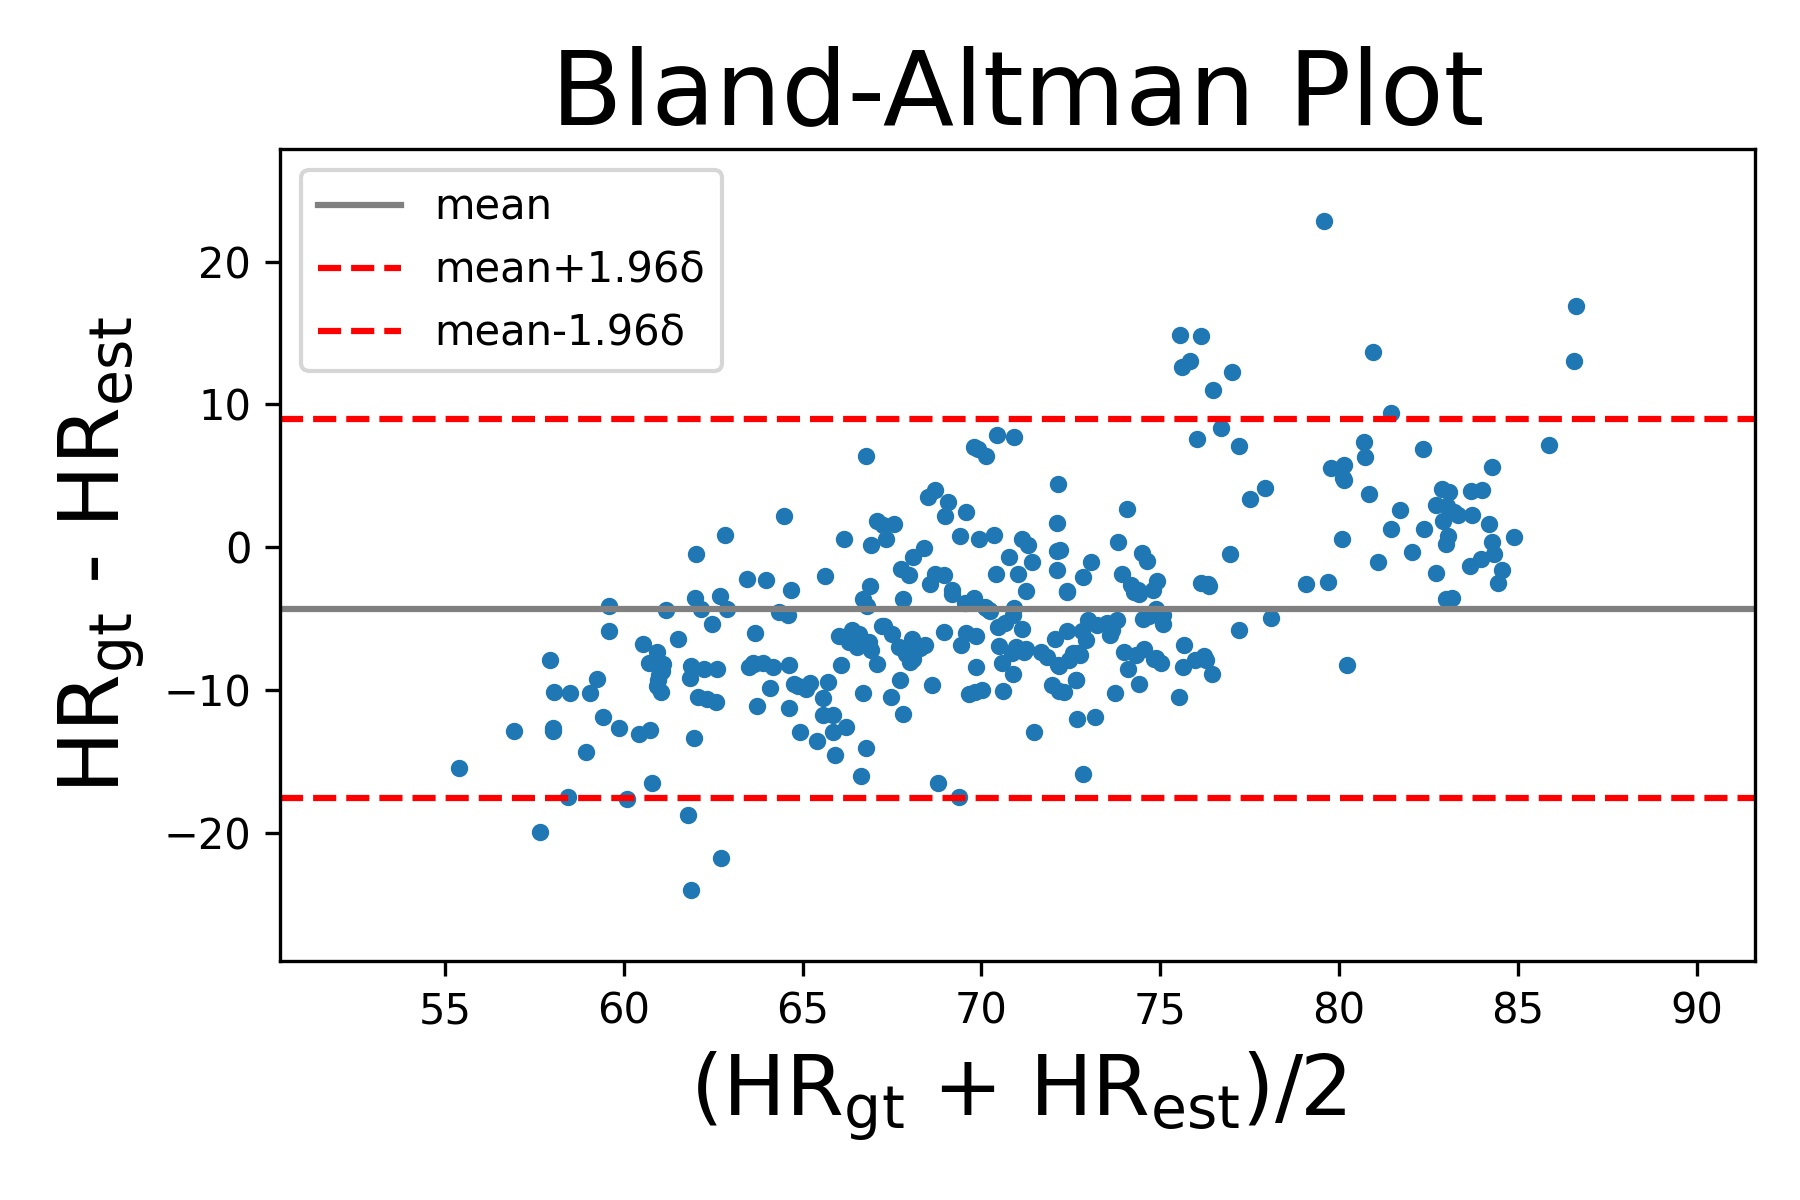 Bland-Altman Plot
mean
mean+1.96δ
mean-1.96δ
HRgt - HRest
20
10
0
−10
−20
55 60 65 70 75 80 85 90
(HRgt + HRest)/2